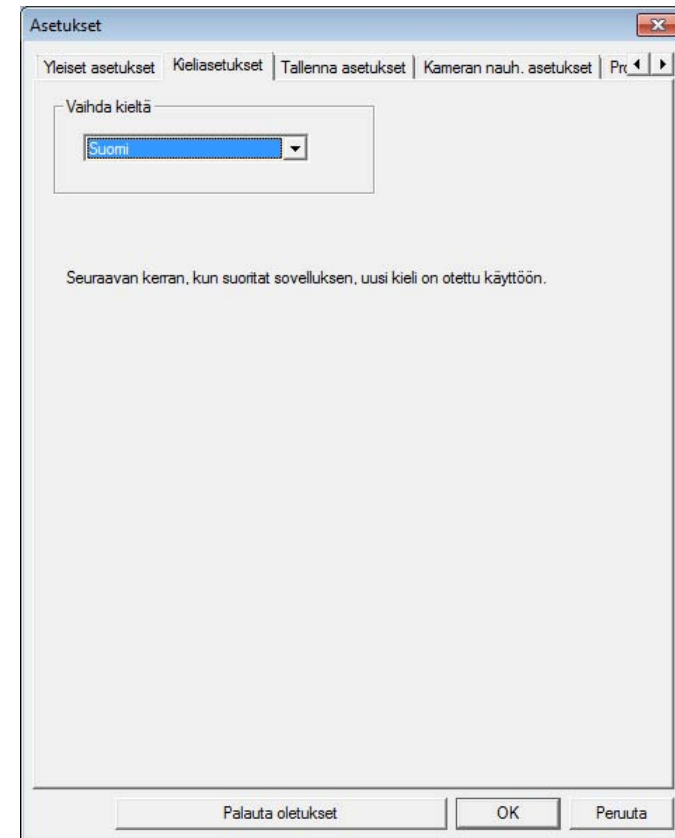 Asetukset
Yleiset asetukset Kieliasetukset Tallenna asetukset Kameran nauh. asetukset
Vaihda kieltä
Suomi
Seuraavan kerran, kun suoritat sovelluksen, uusi kieli on otettu käyttöön.
Palauta oletukset OK Peruuta